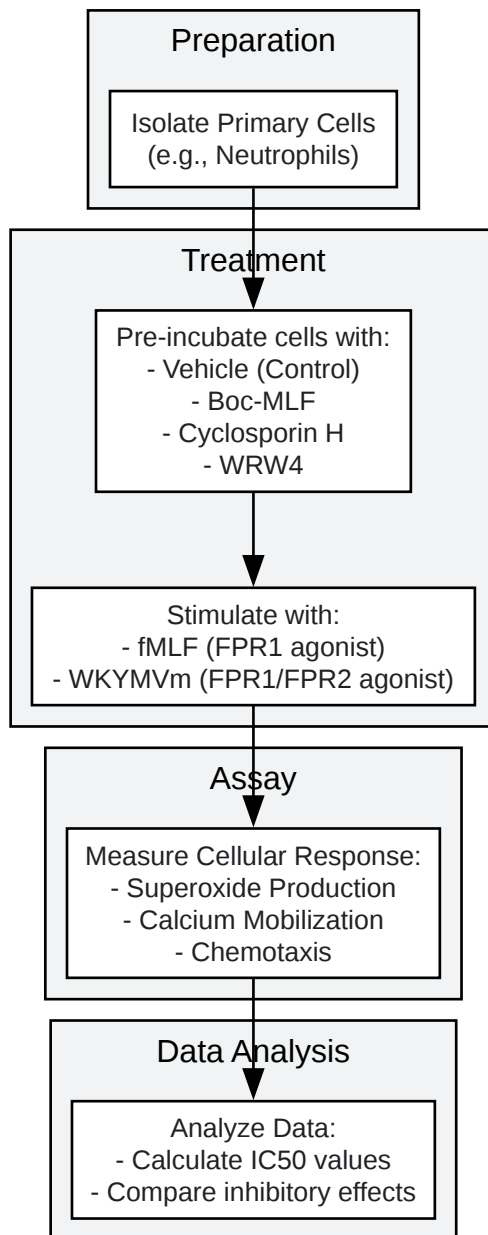 Preparation
Isolate Primary Cells
(e.g., Neutrophils)
Treatment
Pre-incubate cells with:
- Vehicle (Control)
- Boc-MLF
- Cyclosporin H
- WRW4
Stimulate with:
- fMLF (FPR1 agonist)
- WKYMVm (FPR1/FPR2 agonist)
Assay
Measure Cellular Response:
- Superoxide Production
- Calcium Mobilization
- Chemotaxis
Data Analysis
Analyze Data:
- Calculate IC50 values
- Compare inhibitory effects